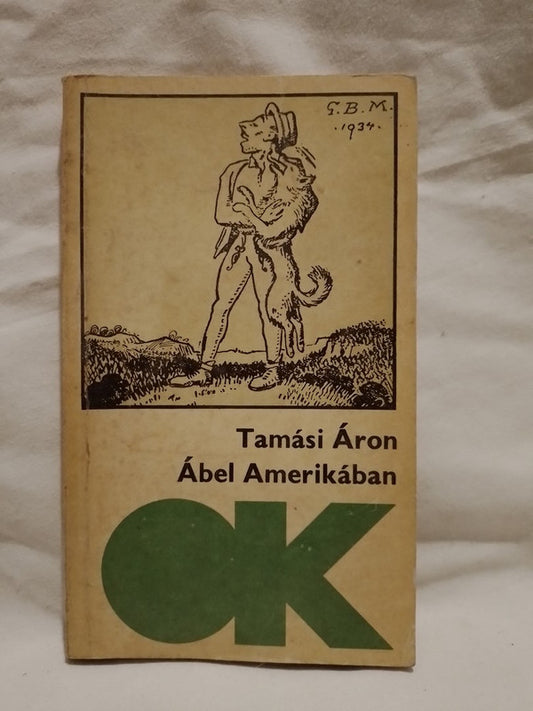 G. B. M.
· 1934 ·
Tamási Áron
Ábel Amerikában
OK